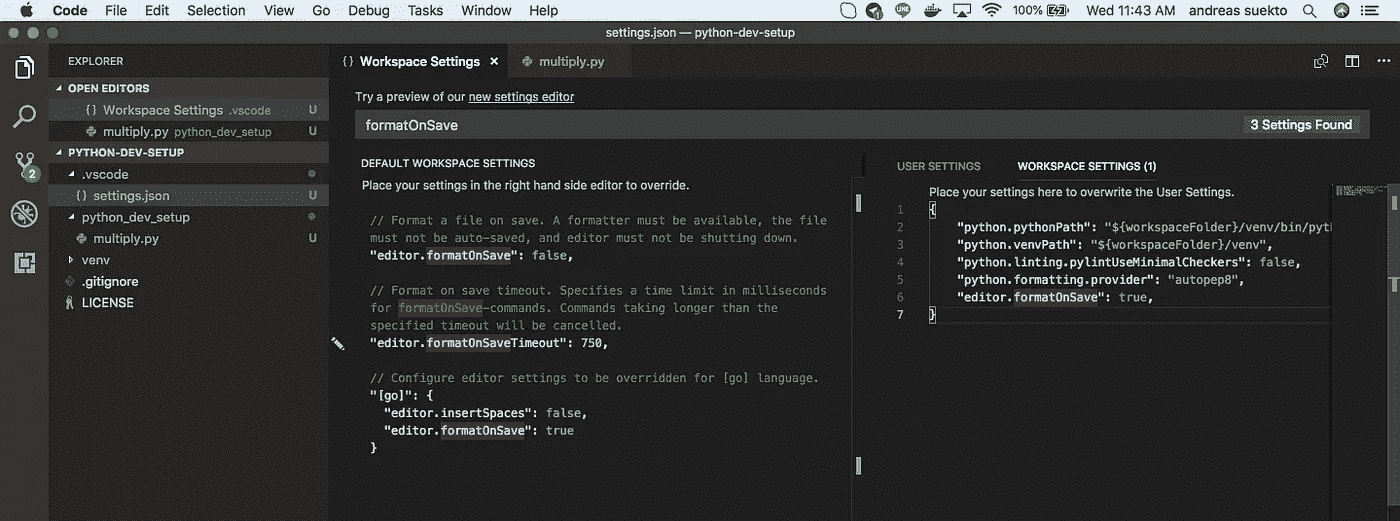 Code File Edit Selection View Go Debug Tasks Window Help 100% Wed 11:43 AM andreas suekto
settings.json — python-dev-setup
EXPLORER
OPEN EDITORS
{ } Workspace Settings .vscode U
multiply.py python_dev_setup U
PYTHON-DEV-SETUP
.vscode
{ } settings.json U
python_dev_setup
multiply.py U
venv
.gitignore
LICENSE
2
{ } Workspace Settings ×
multiply.py
Try a preview of our new settings editor
formatOnSave 3 Settings Found
DEFAULT WORKSPACE SETTINGS
Place your settings in the right hand side editor to override.
// Format a file on save. A formatter must be available, the file
must not be auto-saved, and editor must not be shutting down.
"editor.formatOnSave": false,
// Format on save timeout. Specifies a time limit in milliseconds
for formatOnSave-commands. Commands taking longer than the
specified timeout will be cancelled.
"editor.formatOnSaveTimeout": 750,
// Configure editor settings to be overridden for [go] language.
"[go]": {
"editor.insertSpaces": false,
"editor.formatOnSave": true
}
USER SETTINGS WORKSPACE SETTINGS (1)
Place your settings here to overwrite the User Settings.
1 {
2 "python.pythonPath": "${workspaceFolder}/venv/bin/pyt
3 "python.venvPath": "${workspaceFolder}/venv",
4 "python.linting.pylintUseMinimalCheckers": false,
5 "python.formatting.provider": "autopep8",
6 "editor.formatOnSave": true,
7 }